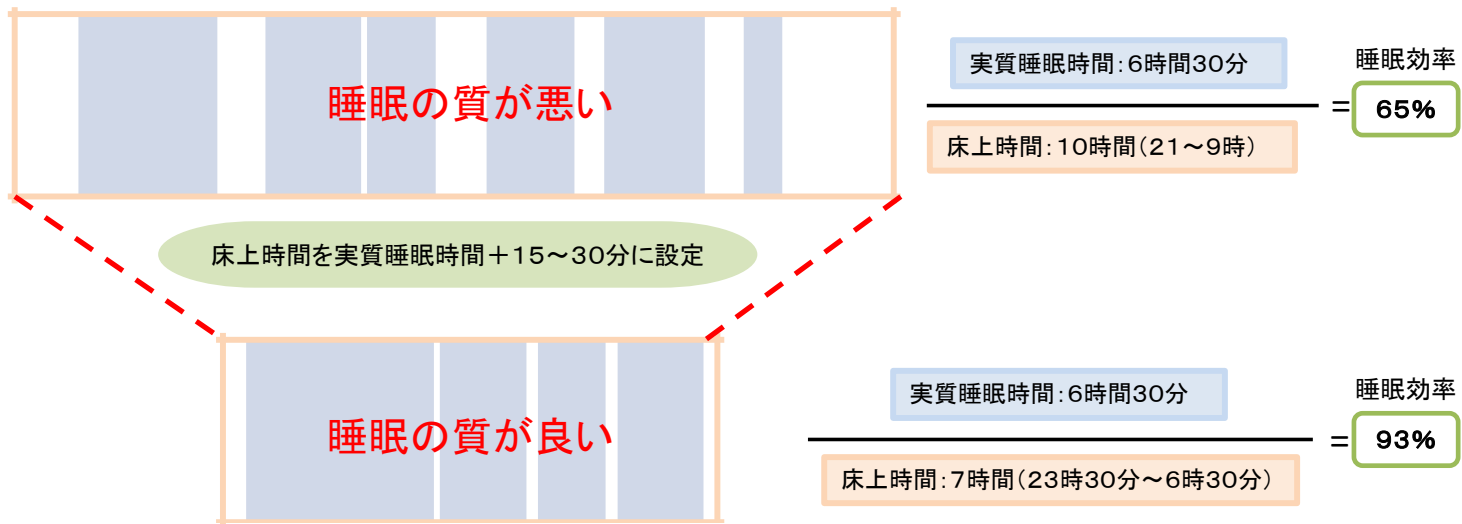 睡眠の質が悪い
実質睡眠時間：6時間30分
床上時間：10時間（21～9時）
=
睡眠効率
65%
床上時間を実質睡眠時間＋15～30分に設定
睡眠の質が良い
実質睡眠時間：6時間30分
床上時間：7時間（23時30分～6時30分）
=
睡眠効率
93%